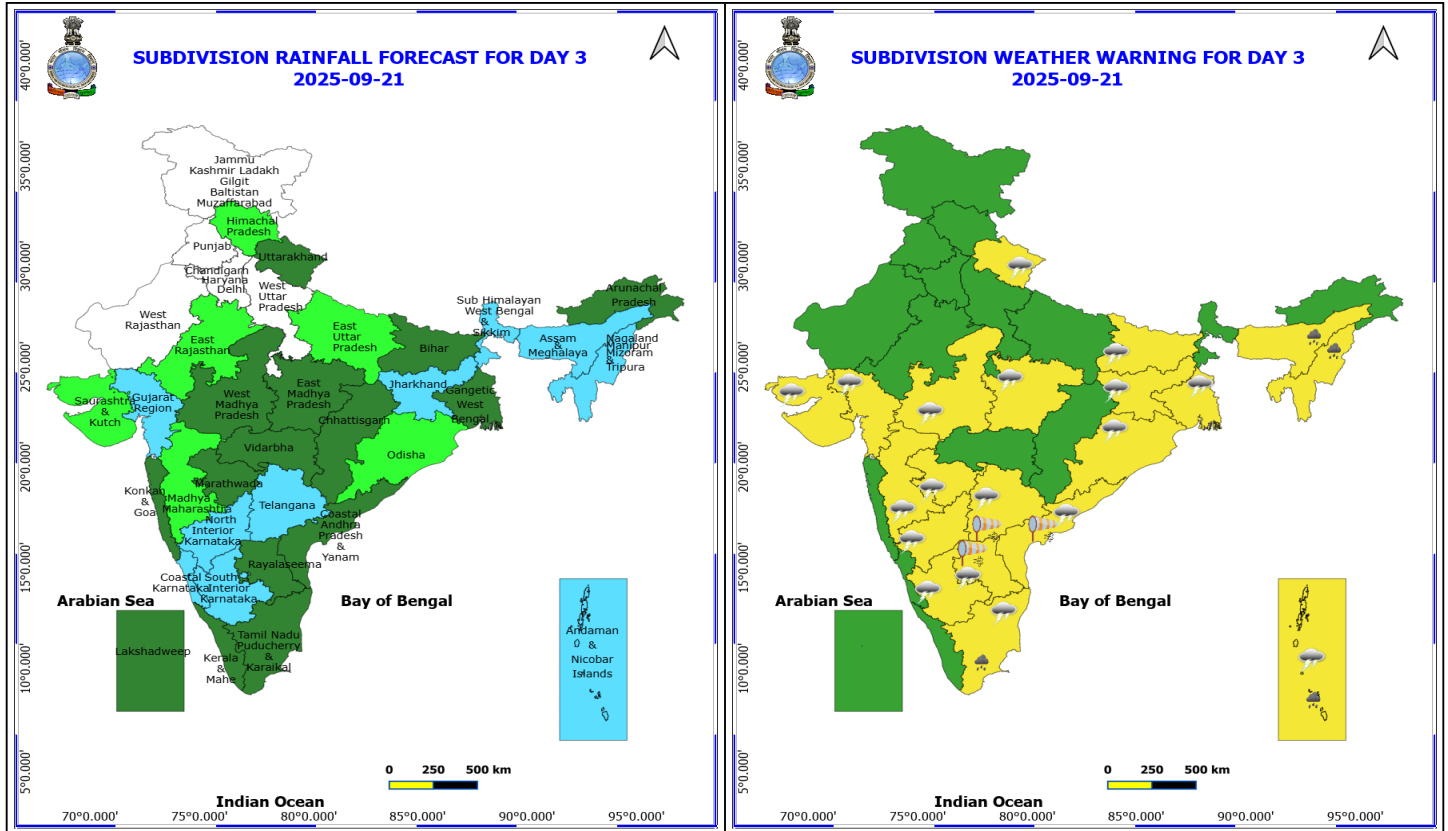 SUBDIVISION RAINFALL FORECAST FOR DAY 3
2025-09-21
40°0.000'
35°0.000'
30°0.000'
25°0.000'
20°0.000'
15°0.000'
10°0.000'
5°0.000'
Jammu
Kashmir Ladakh
Gilgit
Baltistan
Muzaffarabad
Himachal
Pradesh
Punjab
Uttarakhand
Chandigarh
Haryana
Delhi
West
Uttar
Pradesh
West
Rajasthan
East
Rajasthan
East
Uttar
Pradesh
Bihar
Sub Himalayan
West Bengal
&
Sikkim
Arunachal
Pradesh
Assam
&
Meghalaya
Nagaland
Manipur
Mizoram
&
Tripura
Saurashtra
&
Kutch
Gujarat
Region
West
Madhya
Pradesh
East
Madhya
Pradesh
Jharkhand
Gangetic
West
Bengal
Chhattisgarh
Vidarbha
Odisha
Konkan
&
Goa
Madhya
Maharashtra
Marathwada
Telangana
North
Interior
Karnataka
Coastal
Andhra
Pradesh
&
Yanam
Rayalaseema
Coastal
Karnataka
South
Interior
Karnataka
Arabian Sea
Bay of Bengal
Lakshadweep
Kerala
&
Mahe
Tamil Nadu
Puducherry
&
Karaikal
Andaman
&
Nicobar
Islands
0 250 500 km
Indian Ocean
70°0.000' 75°0.000' 80°0.000' 85°0.000' 90°0.000' 95°0.000'
SUBDIVISION WEATHER WARNING FOR DAY 3
2025-09-21
40°0.000'
35°0.000'
30°0.000'
25°0.000'
20°0.000'
15°0.000'
10°0.000'
5°0.000'
Arabian Sea
Bay of Bengal
0 250 500 km
Indian Ocean
70°0.000' 75°0.000' 80°0.000' 85°0.000' 90°0.000' 95°0.000'